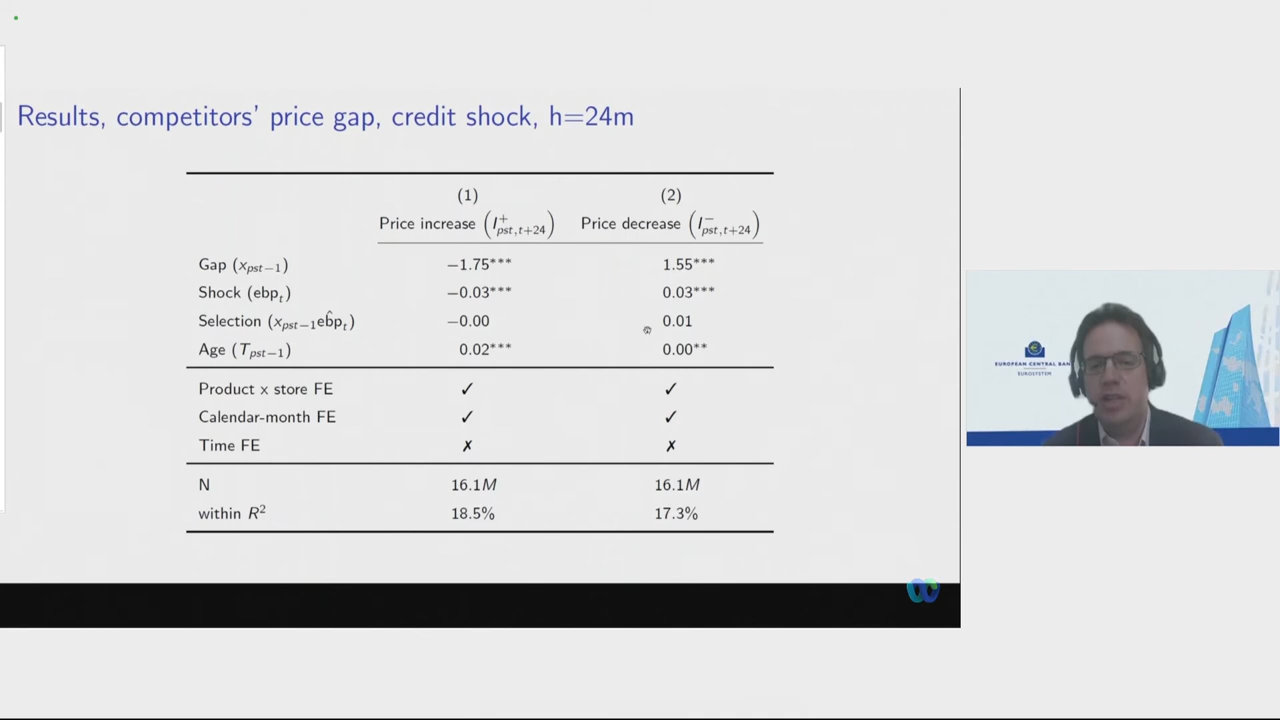 Results, competitors' price gap, credit shock, h=24m
(1) (2)
Price increase (I⁺pst,t+24) Price decrease (I⁻pst,t+24)
Gap (xpst−1) −1.75*** 1.55***
Shock (ebpt) −0.03*** 0.03***
Selection (xpst−1eb̂pt) −0.00 0.01
Age (Tpst−1) 0.02*** 0.00**
Product x store FE ✓ ✓
Calendar-month FE ✓ ✓
Time FE ✗ ✗
N 16.1M 16.1M
within R² 18.5% 17.3%
EUROPEAN CENTRAL BAN
EUROSYSTEM